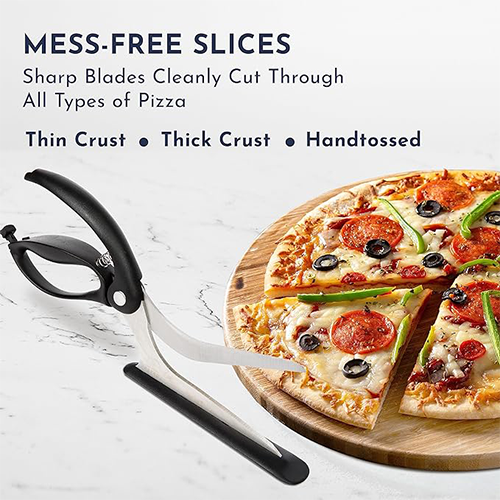 MESS-FREE SLICES
Sharp Blades Cleanly Cut Through
All Types of Pizza
Thin Crust • Thick Crust • Handtossed